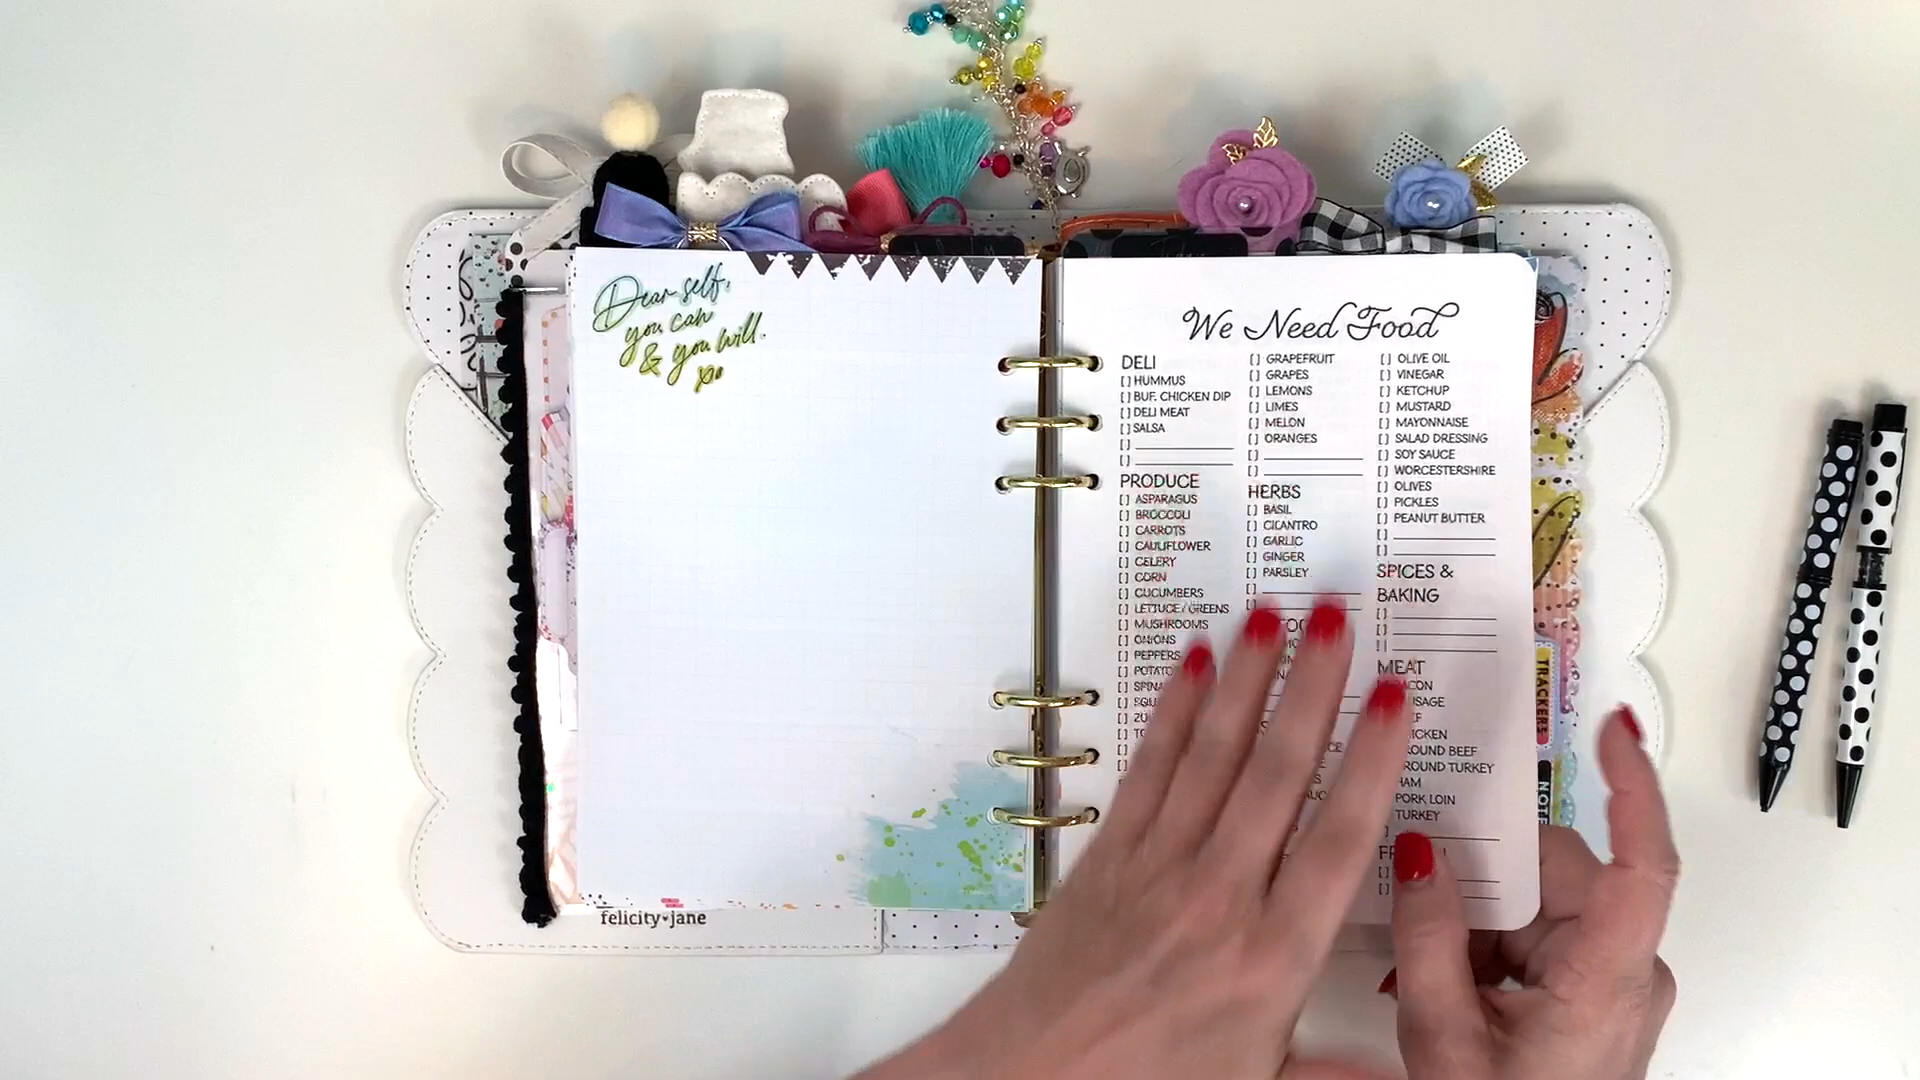 Dear self,
you can
& you will.
xo
felicity♥jane
We Need Food
DELI
[ ] HUMMUS
[ ] BUF. CHICKEN DIP
[ ] DELI MEAT
[ ] SALSA
[ ]
[ ]
PRODUCE
[ ] ASPARAGUS
[ ] BROCCOLI
[ ] CARROTS
[ ] CAULIFLOWER
[ ] CELERY
[ ] CORN
[ ] CUCUMBERS
[ ] LETTUCE / GREENS
[ ] MUSHROOMS
[ ] ONIONS
[ ] PEPPERS
[ ]
[ ]
[ ]
[ ]
[ ] GRAPEFRUIT
[ ] GRAPES
[ ] LEMONS
[ ] LIMES
[ ] MELON
[ ] ORANGES
[ ]
[ ]
HERBS
[ ] BASIL
[ ] CILANTRO
[ ] GARLIC
[ ] GINGER
[ ] PARSLEY
[ ]
[ ]
[ ] OLIVE OIL
[ ] VINEGAR
[ ] KETCHUP
[ ] MUSTARD
[ ] MAYONNAISE
[ ] SALAD DRESSING
[ ] SOY SAUCE
[ ] WORCESTERSHIRE
[ ] OLIVES
[ ] PICKLES
[ ] PEANUT BUTTER
[ ]
[ ]
SPICES &
BAKING
[ ]
[ ]
[ ]
MEAT
GROUND BEEF
GROUND TURKEY
HAM
PORK LOIN
TURKEY
[ ]
[ ]
[ ]
TRACKERS